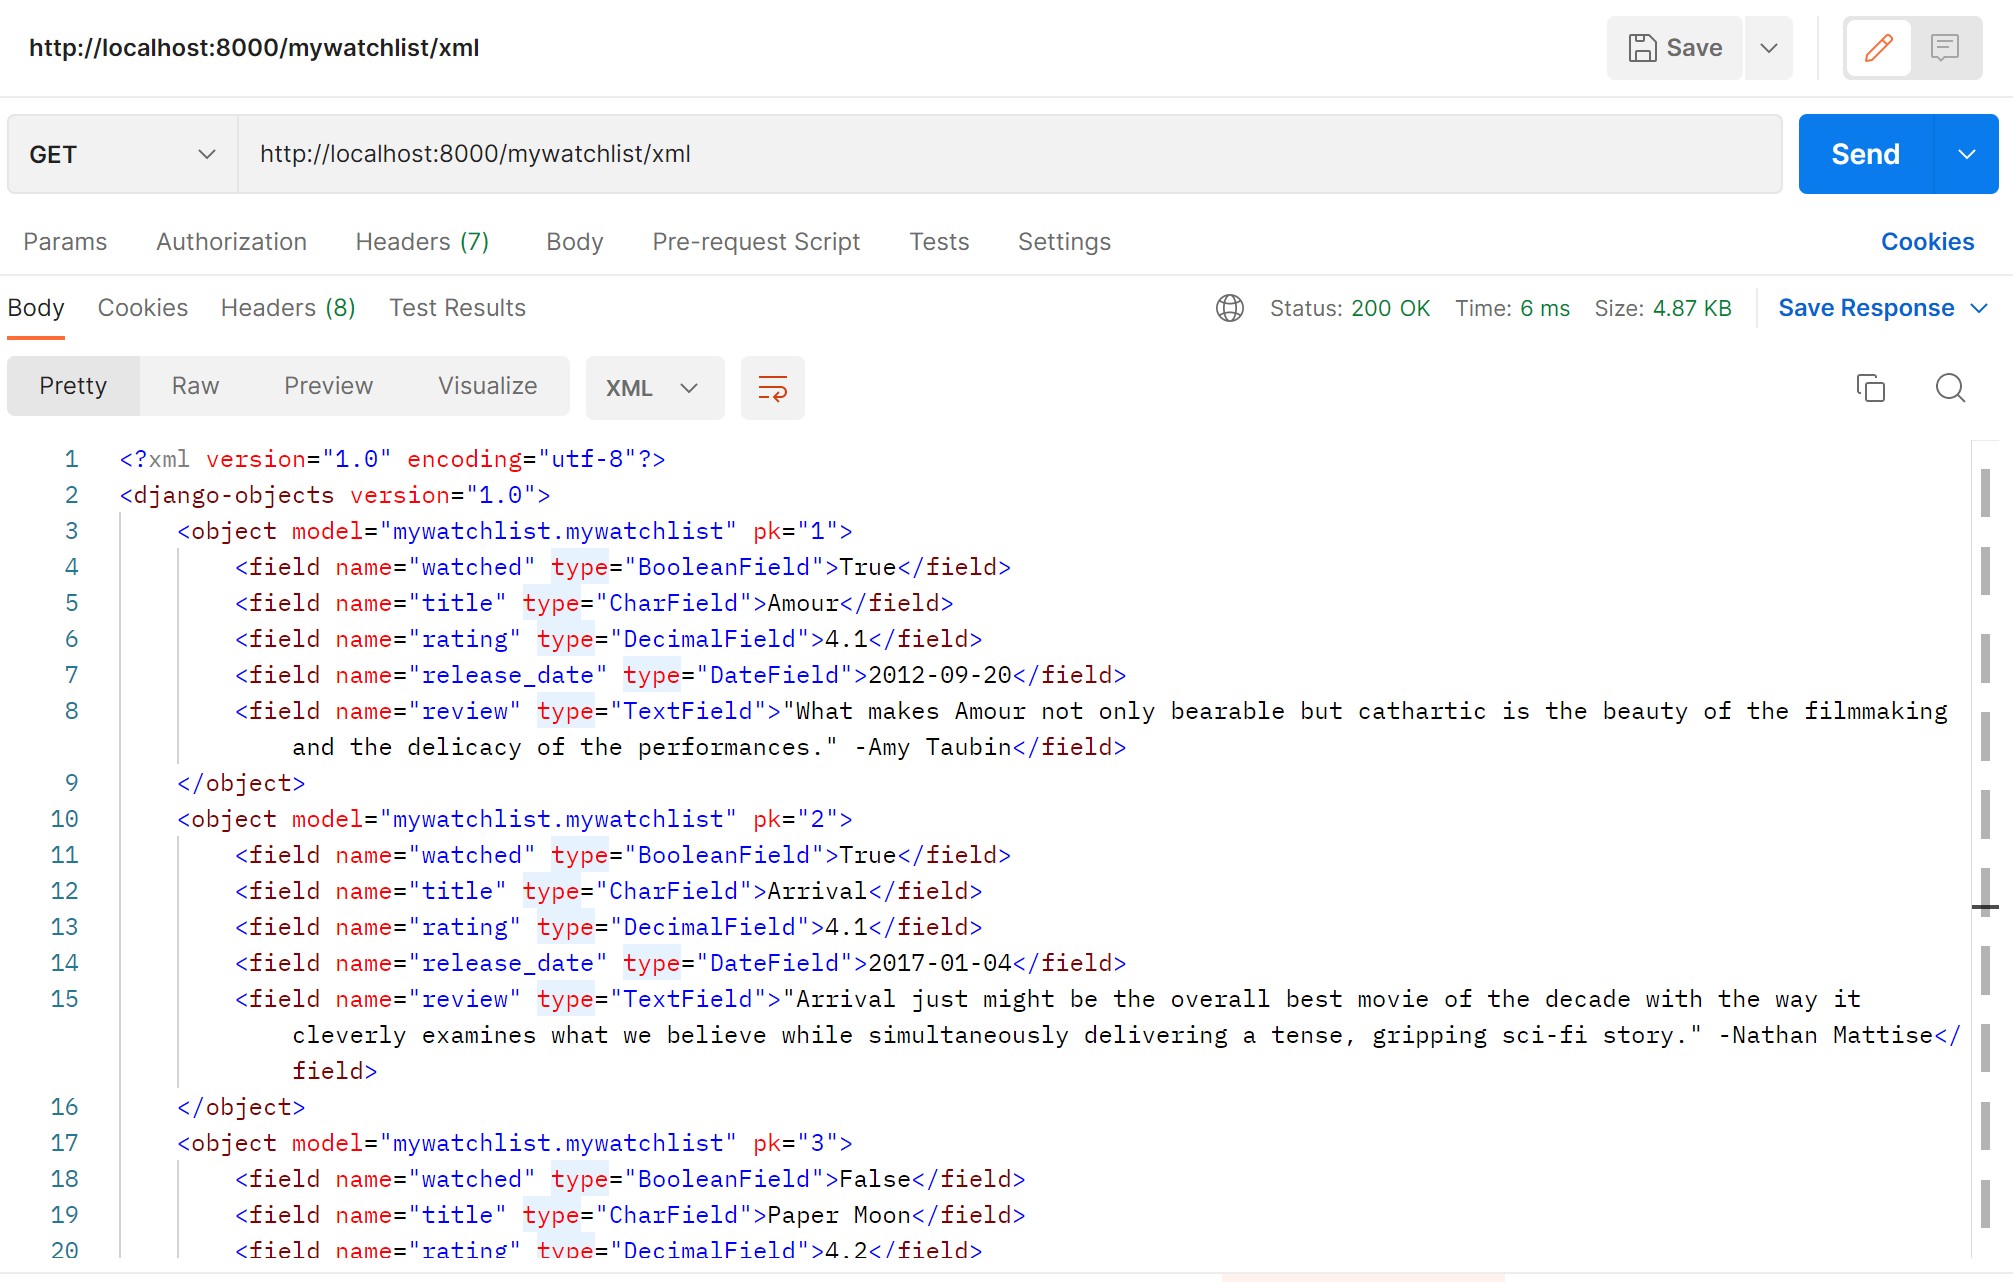 http://localhost:8000/mywatchlist/xml
Save
GET
http://localhost:8000/mywatchlist/xml
Send
Params Authorization Headers (7) Body Pre-request Script Tests Settings Cookies
Body Cookies Headers (8) Test Results Status: 200 OK Time: 6 ms Size: 4.87 KB Save Response
Pretty Raw Preview Visualize XML
1 <?xml version="1.0" encoding="utf-8"?>
2 <django-objects version="1.0">
3 <object model="mywatchlist.mywatchlist" pk="1">
4 <field name="watched" type="BooleanField">True</field>
5 <field name="title" type="CharField">Amour</field>
6 <field name="rating" type="DecimalField">4.1</field>
7 <field name="release_date" type="DateField">2012-09-20</field>
8 <field name="review" type="TextField">"What makes Amour not only bearable but cathartic is the beauty of the filmmaking
and the delicacy of the performances." -Amy Taubin</field>
9 </object>
10 <object model="mywatchlist.mywatchlist" pk="2">
11 <field name="watched" type="BooleanField">True</field>
12 <field name="title" type="CharField">Arrival</field>
13 <field name="rating" type="DecimalField">4.1</field>
14 <field name="release_date" type="DateField">2017-01-04</field>
15 <field name="review" type="TextField">"Arrival just might be the overall best movie of the decade with the way it
cleverly examines what we believe while simultaneously delivering a tense, gripping sci-fi story." -Nathan Mattise</
field>
16 </object>
17 <object model="mywatchlist.mywatchlist" pk="3">
18 <field name="watched" type="BooleanField">False</field>
19 <field name="title" type="CharField">Paper Moon</field>
20 <field name="rating" type="DecimalField">4.2</field>